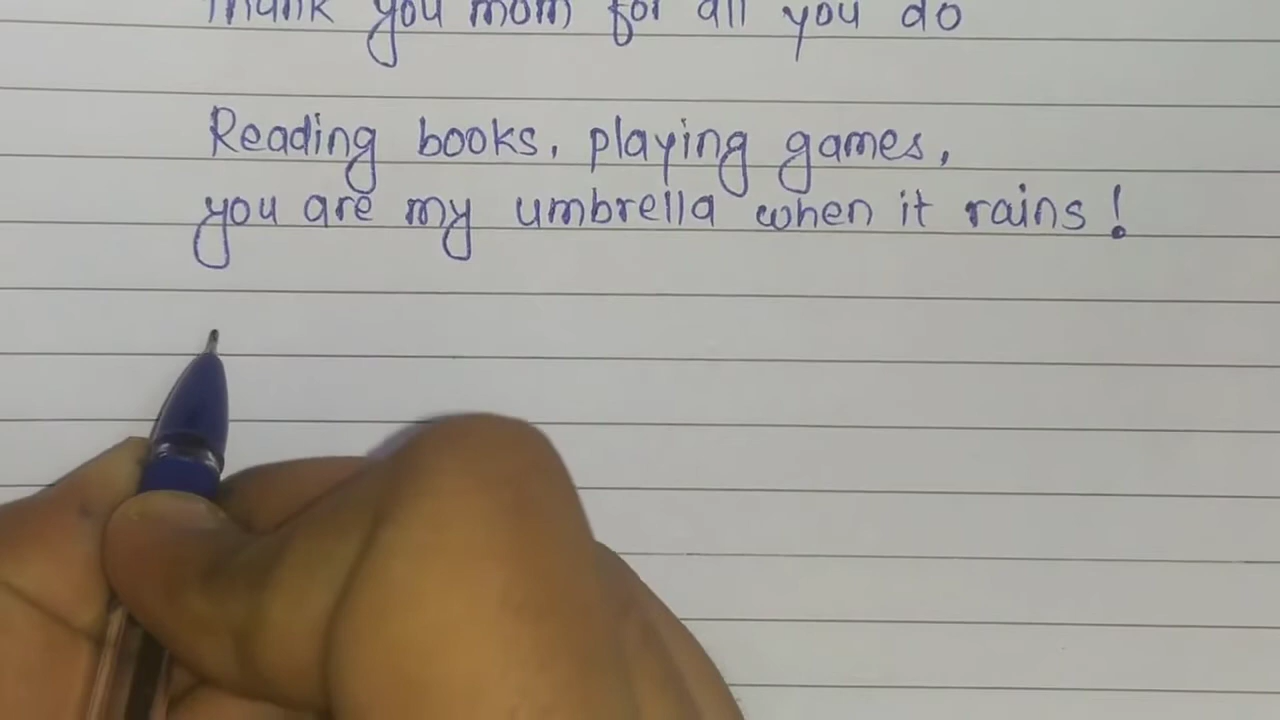 Thank you mom for all you do
Reading books, playing games,
you are my umbrella when it rains!